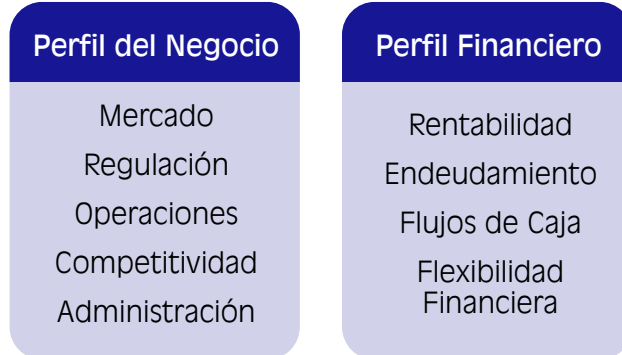 Perfil del Negocio
Mercado
Regulación
Operaciones
Competitividad
Administración
Perfil Financiero
Rentabilidad
Endeudamiento
Flujos de Caja
Flexibilidad
Financiera